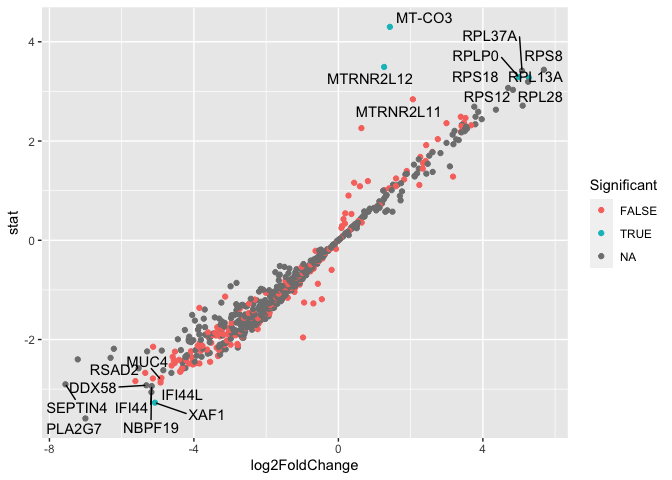 MT-CO3
RPL37A
RPLP0
RPS8
MTRNR2L12
RPS18
RPL13A
RPS12
RPL28
MTRNR2L11
MUC4
RSAD2
DDX58
IFI44L
SEPTIN4
IFI44
XAF1
PLA2G7
NBPF19
4
2
0
-2
stat
-8
-4
0
4
log2FoldChange
Significant
FALSE
TRUE
NA